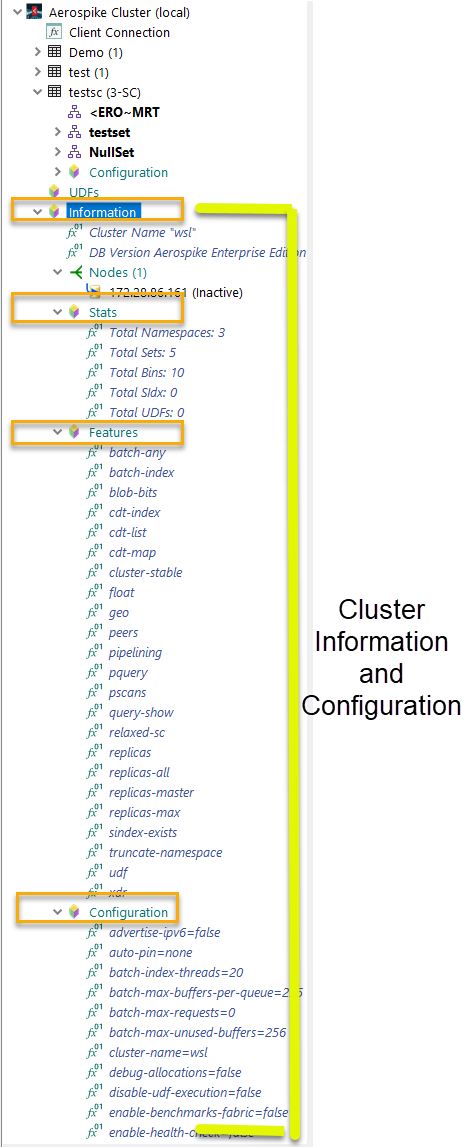 Aerospike Cluster (local)
Client Connection
Demo (1)
test (1)
testsc (3-SC)
<ERO~MRT
testset
NullSet
Configuration
UDFs
Information
Cluster Name "wsl"
DB Version Aerospike Enterprise Edition
Nodes (1)
172.28.86.161 (Inactive)
Stats
Total Namespaces: 3
Total Sets: 5
Total Bins: 10
Total SIdx: 0
Total UDFs: 0
Features
batch-any
batch-index
blob-bits
cdt-index
cdt-list
cdt-map
cluster-stable
float
geo
peers
pipelining
pquery
pscans
query-show
relaxed-sc
replicas
replicas-all
replicas-master
replicas-max
sindex-exists
truncate-namespace
udf
xdr
Configuration
advertise-ipv6=false
auto-pin=none
batch-index-threads=20
batch-max-buffers-per-queue=255
batch-max-requests=0
batch-max-unused-buffers=256
cluster-name=wsl
debug-allocations=false
disable-udf-execution=false
enable-benchmarks-fabric=false
enable-health-check=false
Cluster
Information
and
Configuration